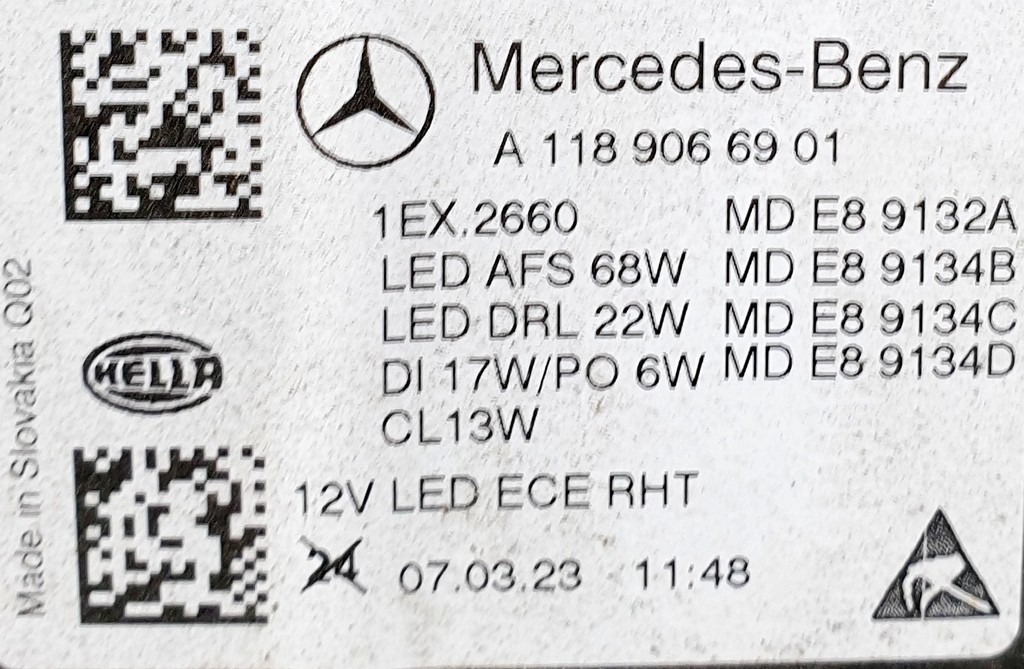 Mercedes-Benz
A 118 906 69 01
1EX.2660 MD E8 9132A
LED AFS 68W MD E8 9134B
LED DRL 22W MD E8 9134C
DI 17W/PO 6W MD E8 9134D
CL13W
HELLA
Made in Slovakia Q02
12V LED ECE RHT
24 07.03.23 11:48